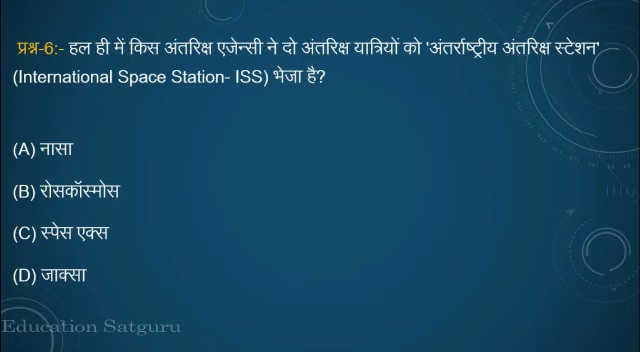 प्रश्न-6:- हल ही में किस अंतरिक्ष एजेन्सी ने दो अंतरिक्ष यात्रियों को 'अंतर्राष्ट्रीय अंतरिक्ष स्टेशन'
(International Space Station- ISS) भेजा है?
(A) नासा
(B) रोसकॉस्मोस
(C) स्पेस एक्स
(D) जाक्सा
Education Satguru